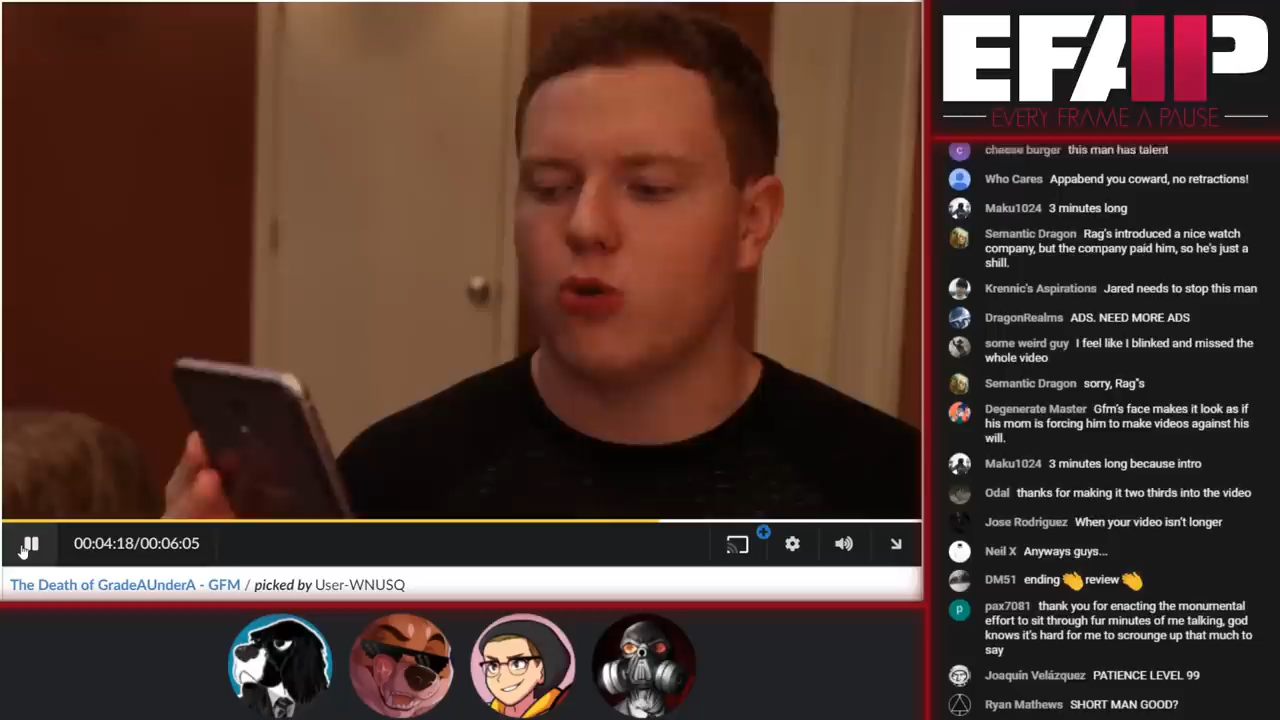 EFAP
EVERY FRAME A PAUSE
cheese burger this man has talent
Who Cares Appabend you coward, no retractions!
Maku1024 3 minutes long
Semantic Dragon Rag's introduced a nice watch
company, but the company paid him, so he's just a
shill.
Krennic's Aspirations Jared needs to stop this man
DragonRealms ADS. NEED MORE ADS
some weird guy I feel like I blinked and missed the
whole video
Semantic Dragon sorry, Rag"s
Degenerate Master Gfm's face makes it look as if
his mom is forcing him to make videos against his
will.
Maku1024 3 minutes long because intro
Odal thanks for making it two thirds into the video
Jose Rodriguez When your video isn't longer
Neil X Anyways guys...
DM51 ending 👏 review 👏
pax7081 thank you for enacting the monumental
effort to sit through fur minutes of me talking, god
knows it's hard for me to scrounge up that much to
say
Joaquín Velázquez PATIENCE LEVEL 99
Ryan Mathews SHORT MAN GOOD?
00:04:18/00:06:05
The Death of GradeAUnderA - GFM / picked by User-WNUSQ